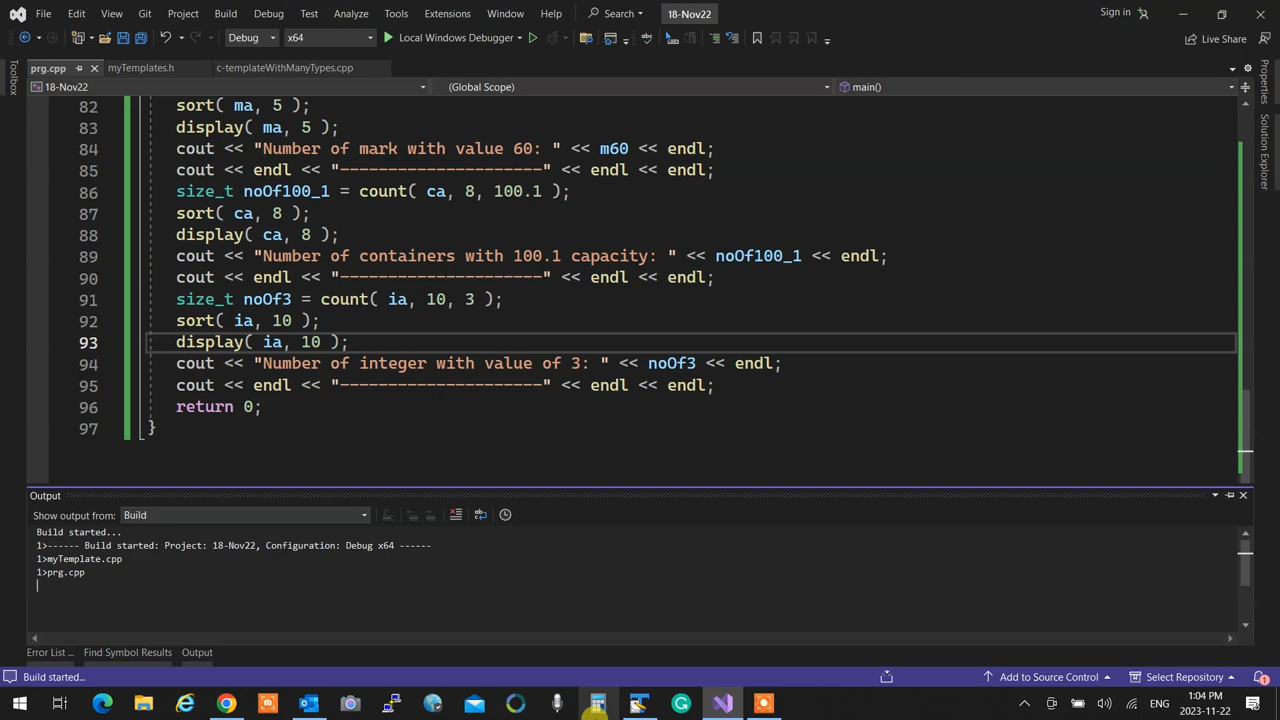 File Edit View Git Project Build Debug Test Analyze Tools Extensions Window Help Search 18-Nov22 Sign in
Debug x64 Local Windows Debugger Live Share
prg.cpp myTemplates.h c-templateWithManyTypes.cpp
18-Nov22 (Global Scope) main()
Toolbox
Properties
Solution Explorer
82 sort( ma, 5 );
83 display( ma, 5 );
84 cout << "Number of mark with value 60: " << m60 << endl;
85 cout << endl << "---------------------" << endl << endl;
86 size_t noOf100_1 = count( ca, 8, 100.1 );
87 sort( ca, 8 );
88 display( ca, 8 );
89 cout << "Number of containers with 100.1 capacity: " << noOf100_1 << endl;
90 cout << endl << "---------------------" << endl << endl;
91 size_t noOf3 = count( ia, 10, 3 );
92 sort( ia, 10 );
93 display( ia, 10 );
94 cout << "Number of integer with value of 3: " << noOf3 << endl;
95 cout << endl << "---------------------" << endl << endl;
96 return 0;
97 }
Output
Show output from: Build
Build started...
1>------ Build started: Project: 18-Nov22, Configuration: Debug x64 ------
1>myTemplate.cpp
1>prg.cpp
Error List ... Find Symbol Results Output
Build started... Add to Source Control Select Repository 1
1:04 PM
2023-11-22